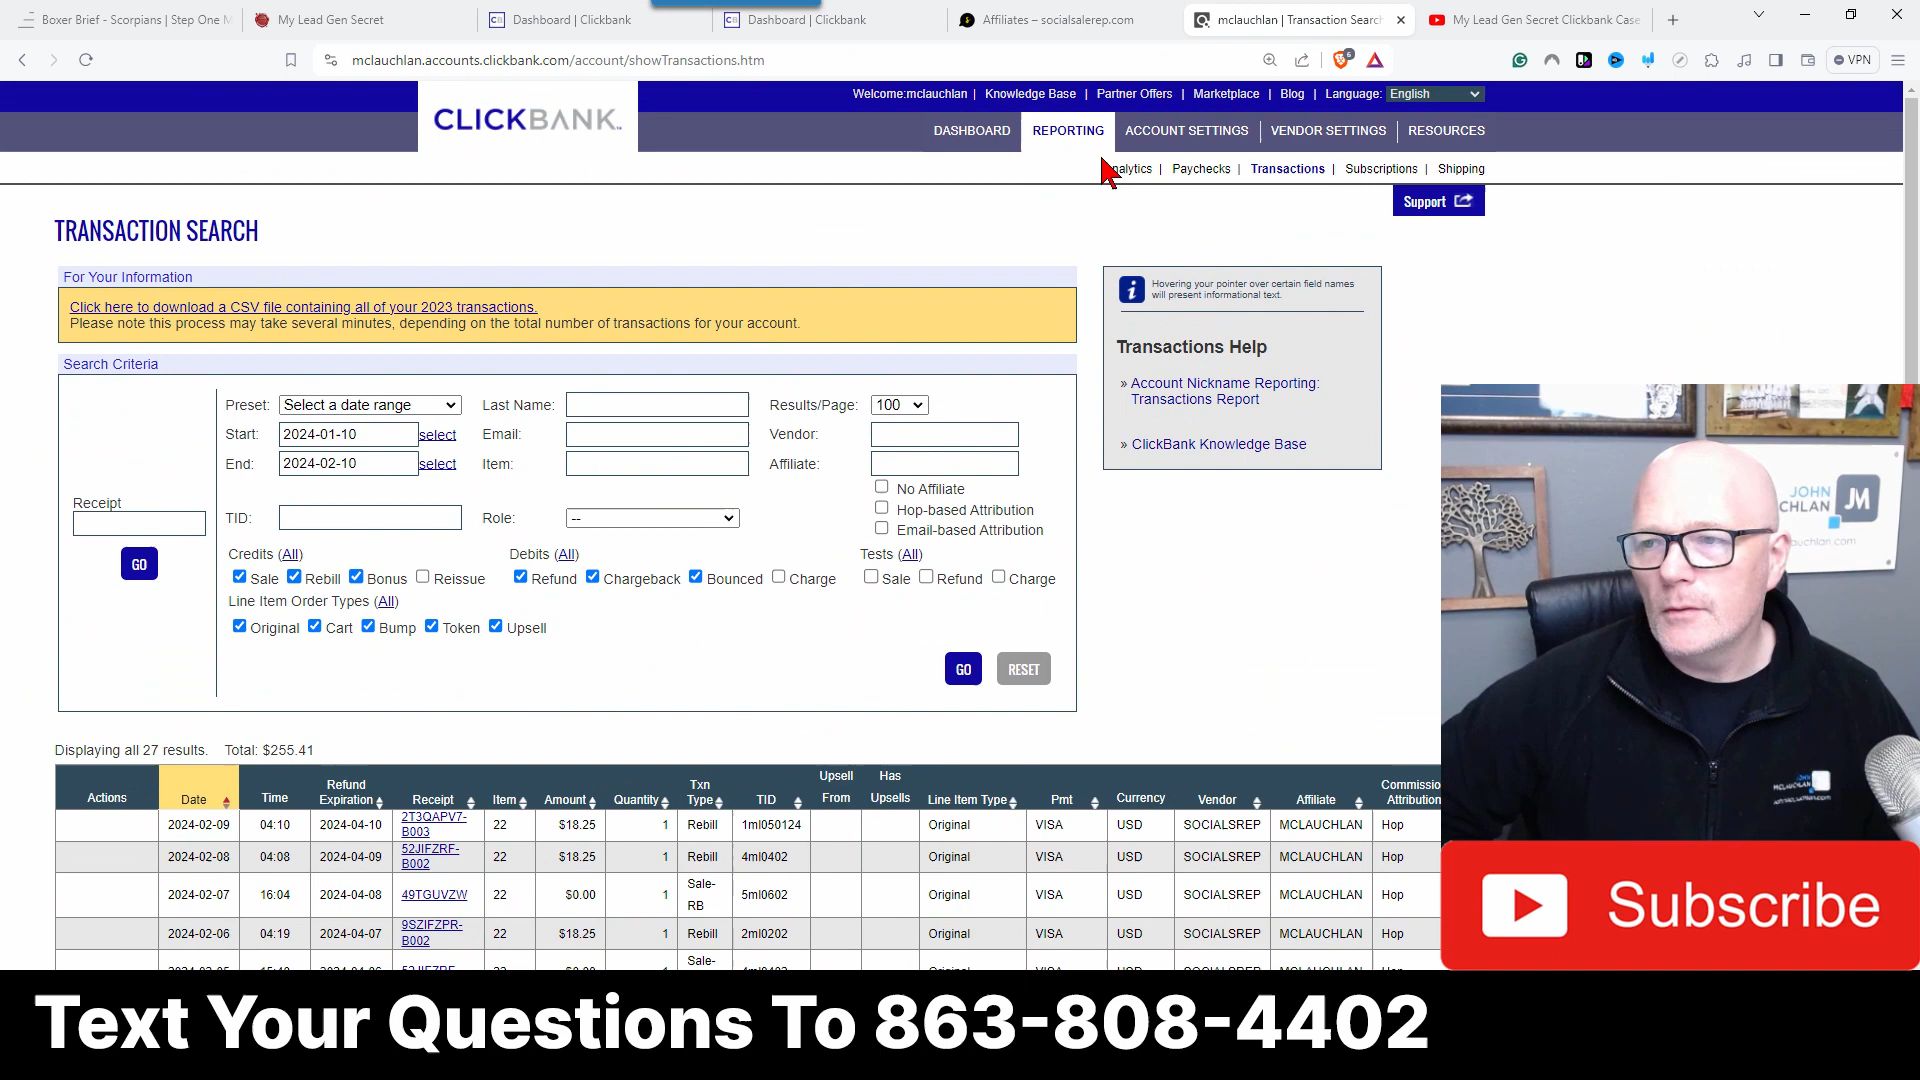 Boxer Brief - Scorpians | Step One M
My Lead Gen Secret
Dashboard | Clickbank
Dashboard | Clickbank
Affiliates – socialsalerep.com
mclauchlan | Transaction Search
My Lead Gen Secret Clickbank Case
mclauchlan.accounts.clickbank.com/account/showTransactions.htm
6
VPN
Welcome:mclauchlan | Knowledge Base | Partner Offers | Marketplace | Blog | Language: English
CLICKBANK
DASHBOARD REPORTING ACCOUNT SETTINGS VENDOR SETTINGS RESOURCES
nalytics | Paychecks | Transactions | Subscriptions | Shipping
Support
TRANSACTION SEARCH
For Your Information
Click here to download a CSV file containing all of your 2023 transactions.
Please note this process may take several minutes, depending on the total number of transactions for your account.
Hovering your pointer over certain field names
will present informational text.
Transactions Help
» Account Nickname Reporting:
Transactions Report
» ClickBank Knowledge Base
Search Criteria
Preset: Select a date range Last Name: Results/Page: 100
Start: 2024-01-10 select Email: Vendor:
End: 2024-02-10 select Item: Affiliate:
No Affiliate
Hop-based Attribution
Email-based Attribution
Receipt
GO
TID: Role: --
Credits (All) Debits (All) Tests (All)
Sale Rebill Bonus Reissue Refund Chargeback Bounced Charge Sale Refund Charge
Line Item Order Types (All)
Original Cart Bump Token Upsell
GO RESET
Displaying all 27 results. Total: $255.41
Actions Date Time Refund Expiration Receipt Item Amount Quantity Txn Type TID Upsell From Has Upsells Line Item Type Pmt Currency Vendor Affiliate Commissio Attribution
2024-02-09 04:10 2024-04-10 2T3QAPV7-B003 22 $18.25 1 Rebill 1ml050124 Original VISA USD SOCIALSREP MCLAUCHLAN Hop
2024-02-08 04:08 2024-04-09 52JIFZRF-B002 22 $18.25 1 Rebill 4ml0402 Original VISA USD SOCIALSREP MCLAUCHLAN Hop
2024-02-07 16:04 2024-04-08 49TGUVZW 22 $0.00 1 Sale-RB 5ml0602 Original VISA USD SOCIALSREP MCLAUCHLAN Hop
2024-02-06 04:19 2024-04-07 9SZIFZPR-B002 22 $18.25 1 Rebill 2ml0202 Original VISA USD SOCIALSREP MCLAUCHLAN Hop
Sale-
JOHN
CHLAN JM
Subscribe
Text Your Questions To 863-808-4402